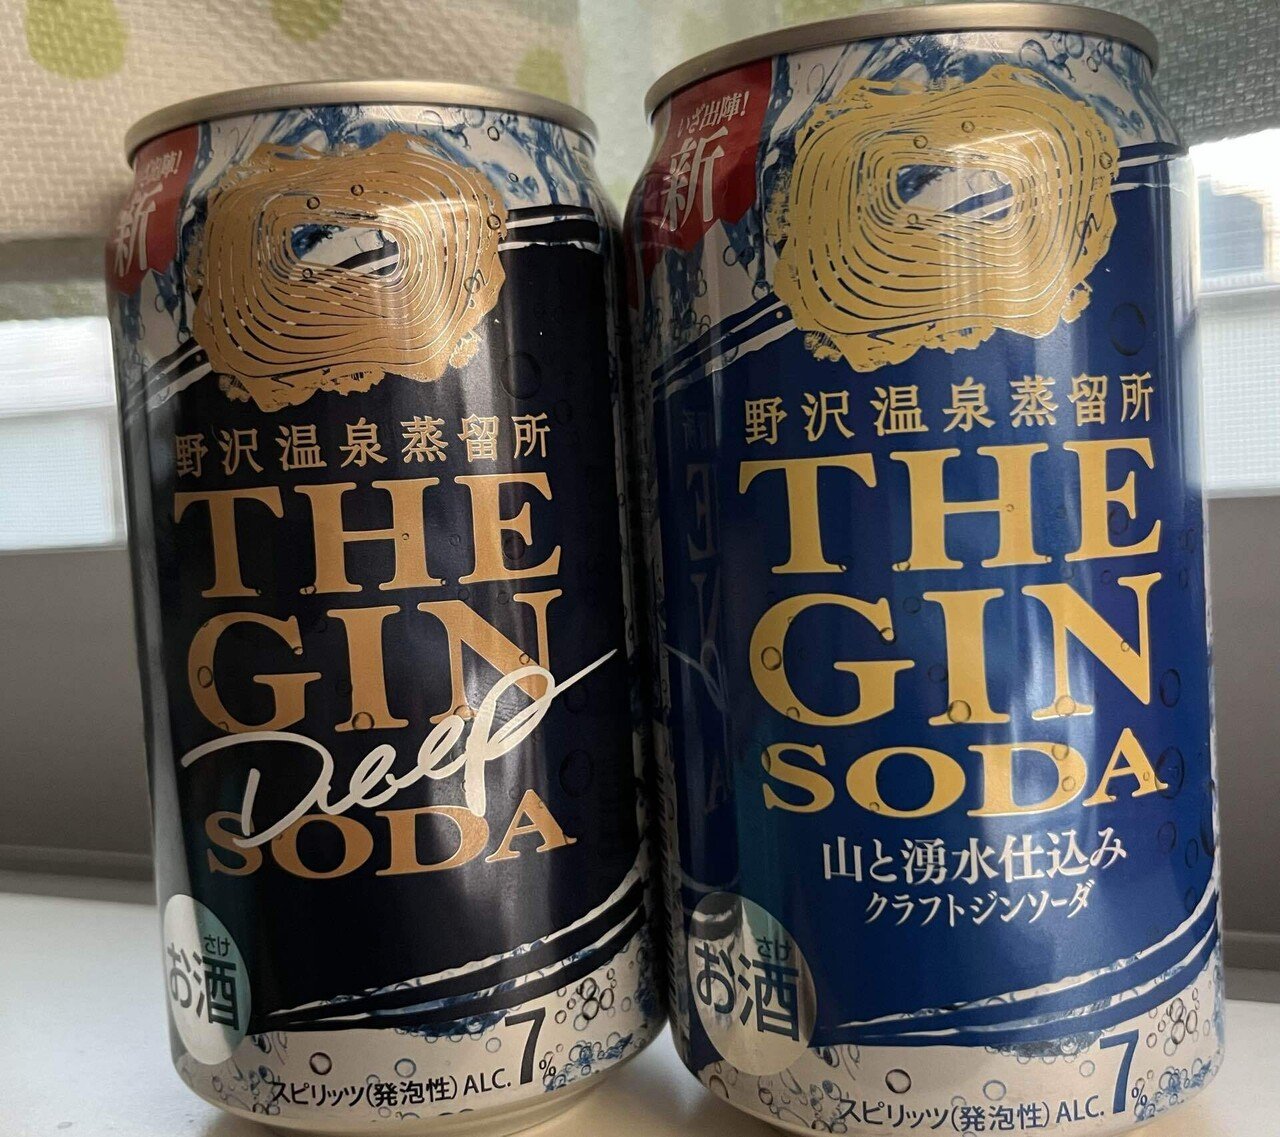 陣!
新
野沢温泉蒸留所
THE
GIN
Deep
SODA
お酒
さけ
スピリッツ(発泡性) ALC. 7%
いざ出陣!
新
野沢温泉蒸留所
THE
GIN
SODA
山と湧水仕込み
クラフトジンソーダ
お酒
さけ
スピリッツ(発泡性) ALC. 7%